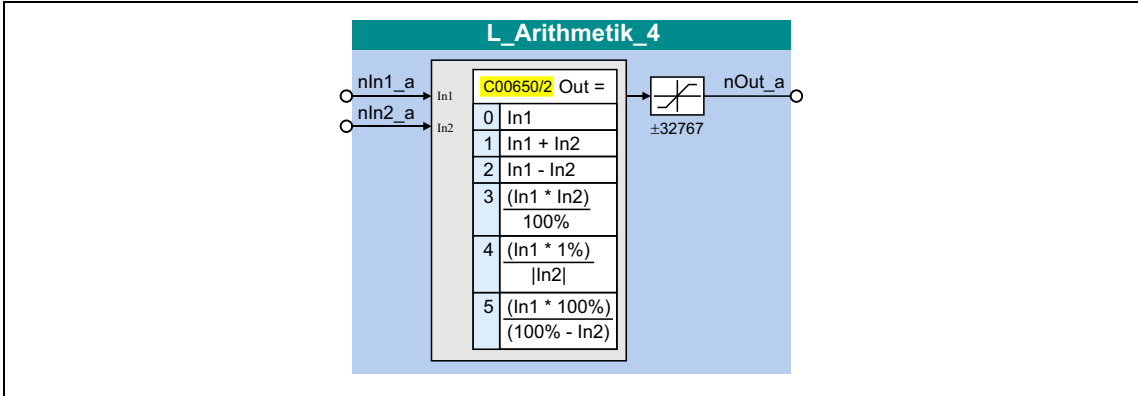 L_Arithmetik_4
nIn1_a
nIn2_a
In1
In2
C00650/2 Out =
0 In1
1 In1 + In2
2 In1 - In2
3 (In1 * In2)
100%
4 (In1 * 1%)
|In2|
5 (In1 * 100%)
(100% - In2)
±32767
nOut_a